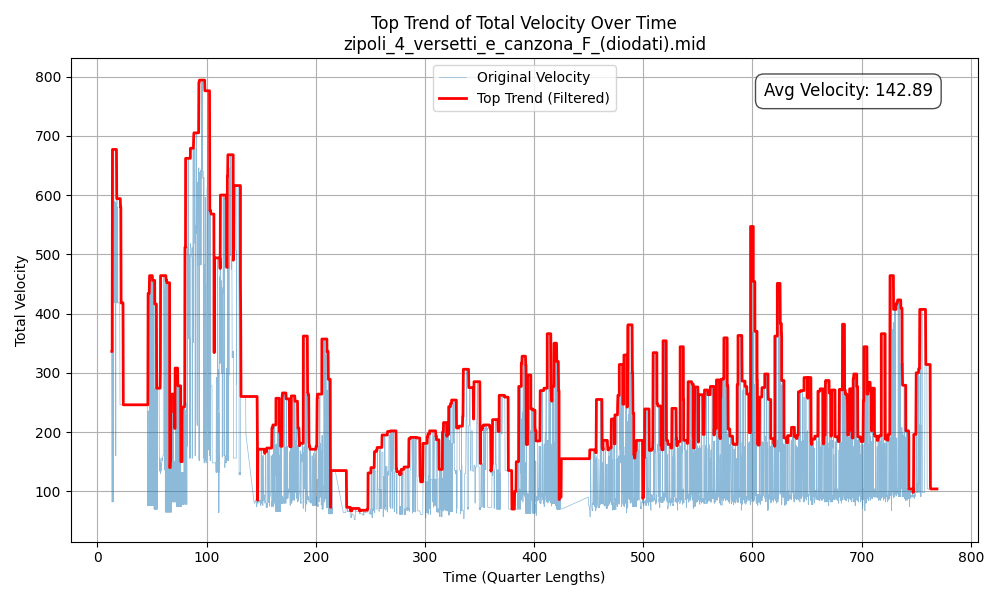 Top Trend of Total Velocity Over Time
zipoli_4_versetti_e_canzona_F_(diodati).mid
Original Velocity
Top Trend (Filtered)
Avg Velocity: 142.89
Total Velocity
800
700
600
500
400
300
200
100
0 100 200 300 400 500 600 700 800
Time (Quarter Lengths)